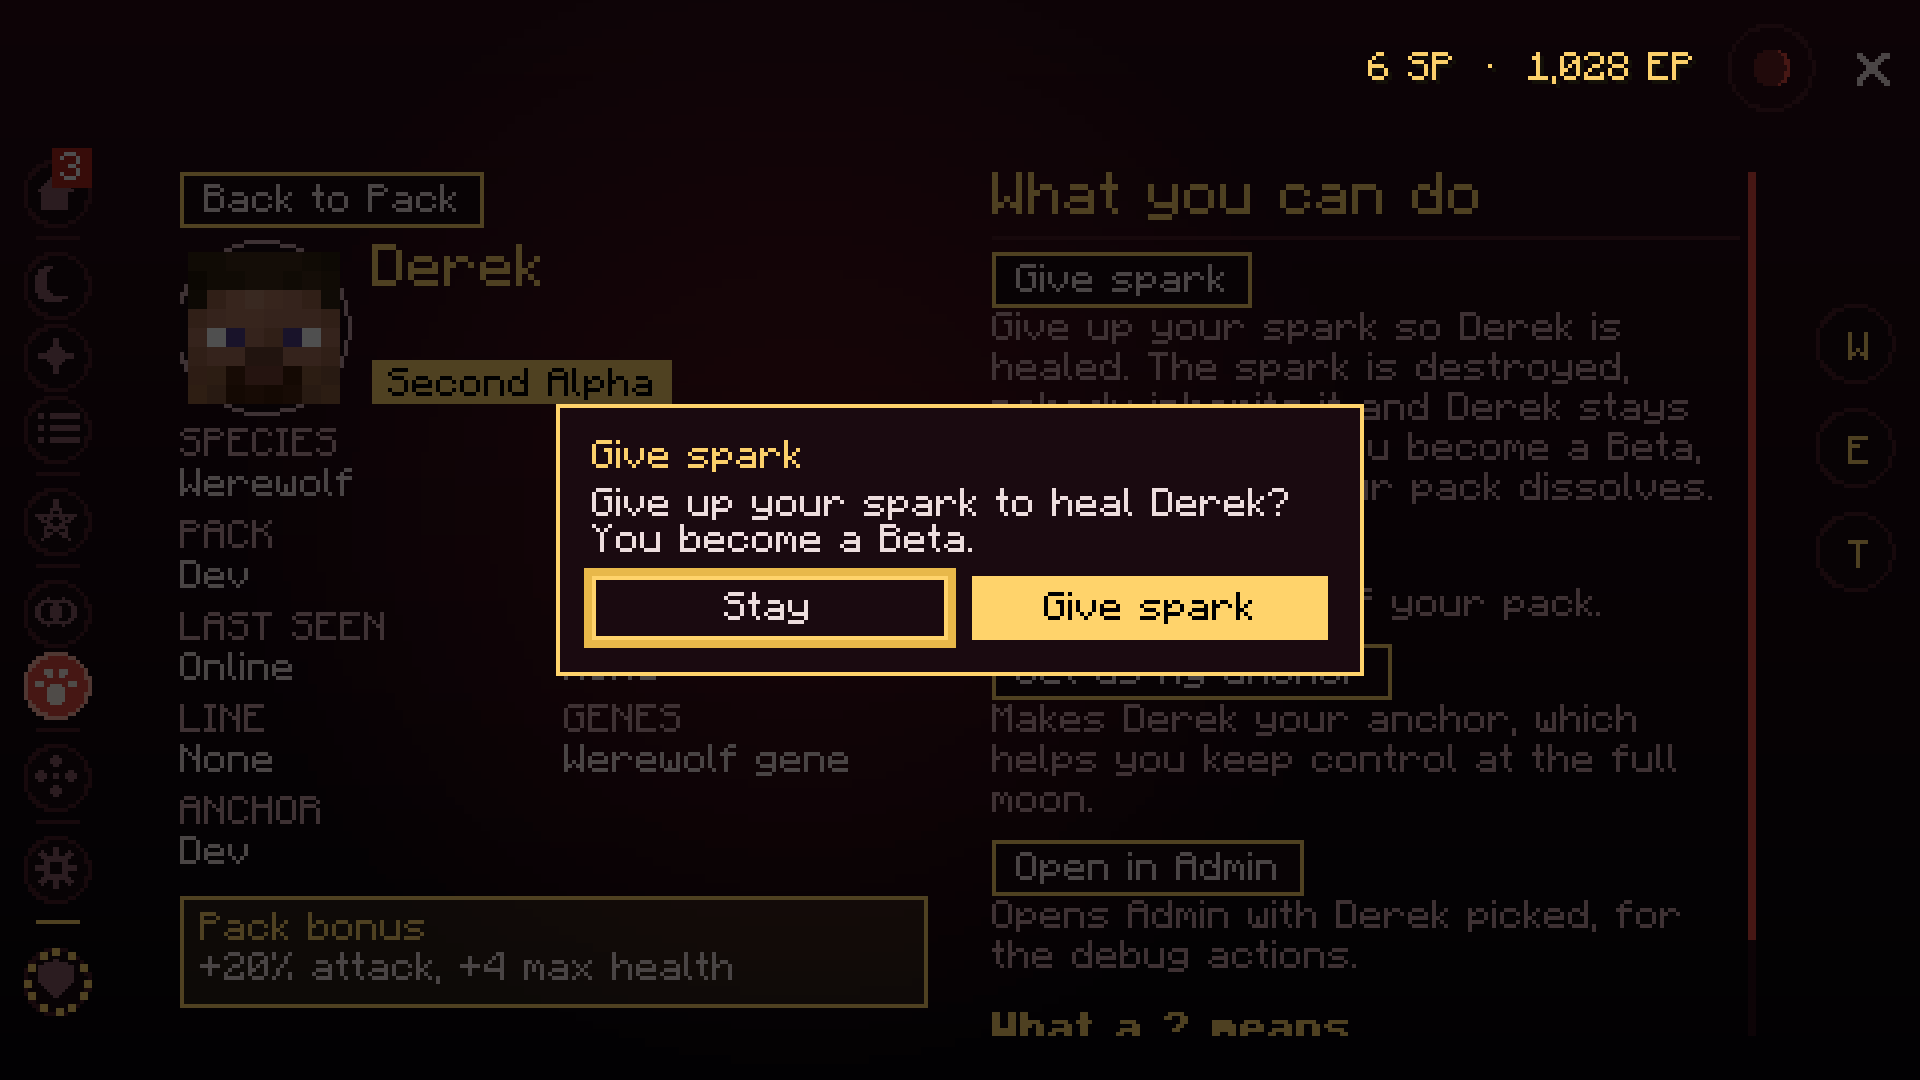 6 SP · 1,028 EP
3
Back to Pack
Derek
Second Alpha
SPECIES
Werewolf
PACK
Dev
LAST SEEN
Online
LINE
None
GENES
Werewolf gene
ANCHOR
Dev
Pack bonus
+20% attack, +4 max health
What you can do
Give spark
Give up your spark so Derek is
healed. The spark is destroyed,
and Derek stays
become a Beta,
pack dissolves.
your pack.
Makes Derek your anchor, which
helps you keep control at the full
moon.
Open in Admin
Opens Admin with Derek picked, for
the debug actions.
What a ? means
Give spark
Give up your spark to heal Derek?
You become a Beta.
Stay
Give spark
W
E
T